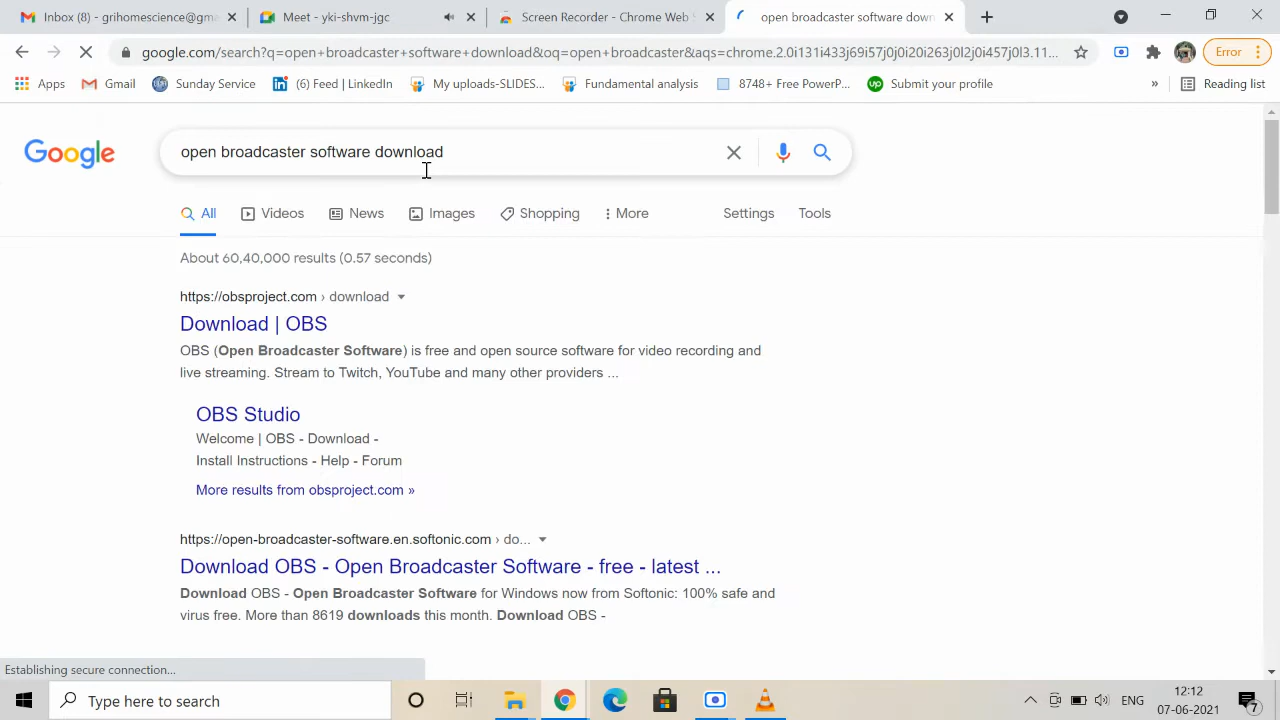 Inbox (8) - grihomescience@gm
Meet - yki-shvm-jgc
Screen Recorder - Chrome Web S
open broadcaster software down
google.com/search?q=open+broadcaster+software+download&oq=open+broadcaster&aqs=chrome.2.0i131i433j69i57j0j0i20i263j0l2j0i457j0l3.11...
Error
Apps
Gmail
Sunday Service
(6) Feed | LinkedIn
My uploads-SLIDES...
Fundamental analysis
8748+ Free PowerP...
Submit your profile
»
Reading list
Google
open broadcaster software download
All
Videos
News
Images
Shopping
More
Settings
Tools
About 60,40,000 results (0.57 seconds)
https://obsproject.com › download
Download | OBS
OBS (Open Broadcaster Software) is free and open source software for video recording and
live streaming. Stream to Twitch, YouTube and many other providers ...
OBS Studio
Welcome | OBS - Download -
Install Instructions - Help - Forum
More results from obsproject.com »
https://open-broadcaster-software.en.softonic.com › do...
Download OBS - Open Broadcaster Software - free - latest ...
Download OBS - Open Broadcaster Software for Windows now from Softonic: 100% safe and
virus free. More than 8619 downloads this month. Download OBS -
Establishing secure connection...
Type here to search
ENG
12:12
07-06-2021
7